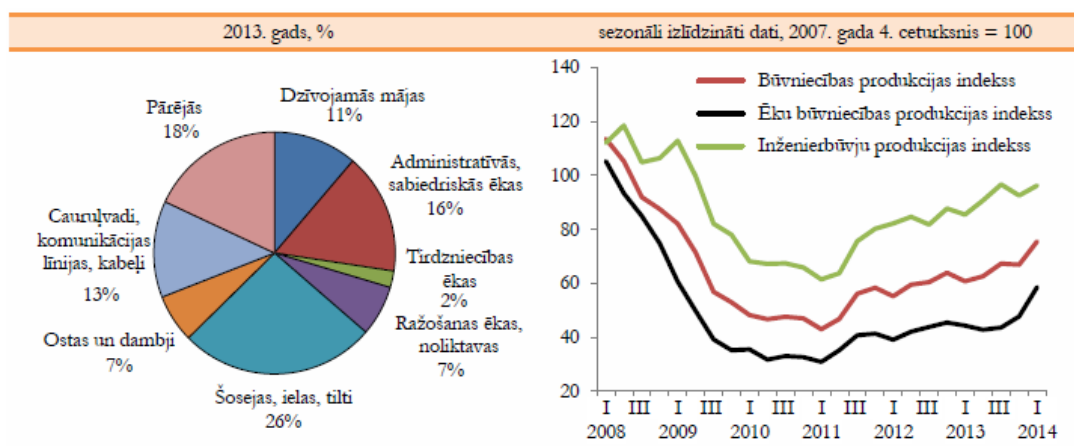 2013. gads, %
sezonāli izlīdzināti dati, 2007. gada 4. ceturksnis = 100
Pārējās
18%
Dzīvojamās mājas
11%
Administratīvās,
sabiedriskās ēkas
16%
Tirdzniecības
ēkas
2%
Ražošanas ēkas,
noliktavas
7%
Šosejas, ielas, tilti
26%
Ostas un dambji
7%
Cauruļvadi,
komunikācijas
līnijas, kabeļi
13%
Būvniecības produkcijas indekss
Ēku būvniecības produkcijas indekss
Inženierbūvju produkcijas indekss
140
120
100
80
60
40
20
I III I III I III I III I III I III I
2008 2009 2010 2011 2012 2013 2014